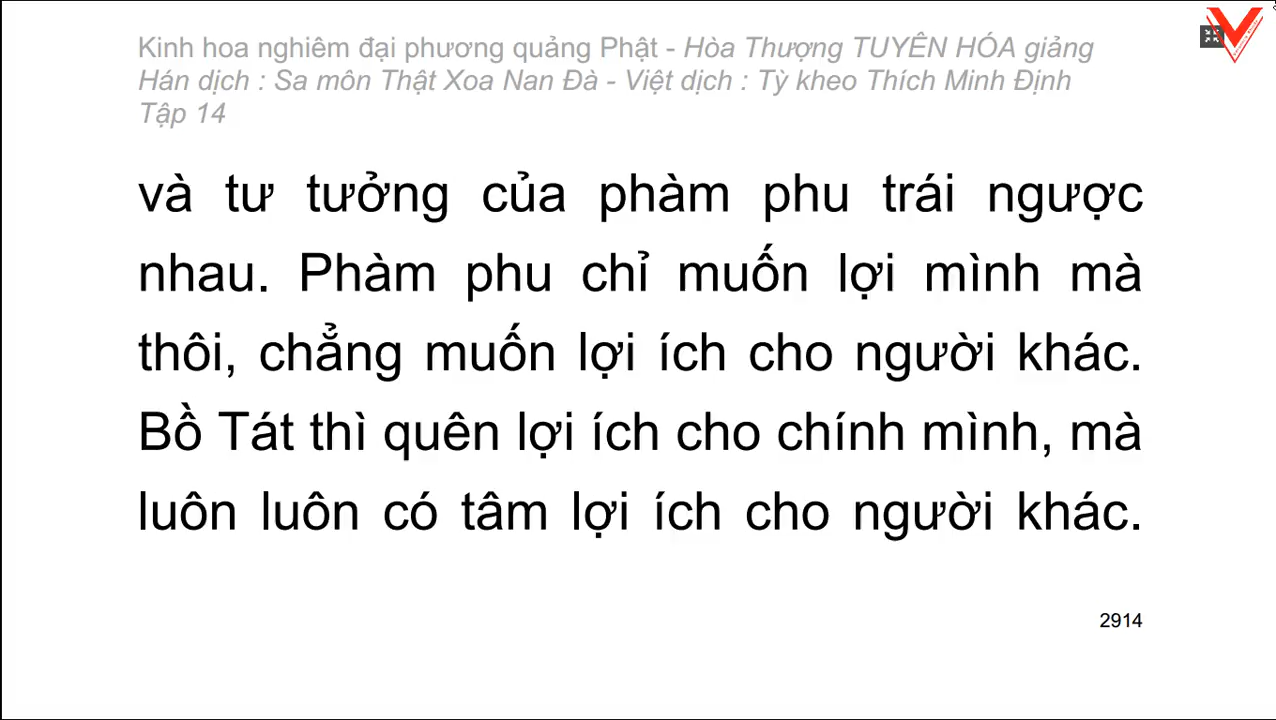 Kinh hoa nghiêm đại phương quảng Phật - Hòa Thượng TUYÊN HÓA giảng
Hán dịch : Sa môn Thật Xoa Nan Đà - Việt dịch : Tỳ kheo Thích Minh Định
Tập 14
và tư tưởng của phàm phu trái ngược
nhau. Phàm phu chỉ muốn lợi mình mà
thôi, chẳng muốn lợi ích cho người khác.
Bồ Tát thì quên lợi ích cho chính mình, mà
luôn luôn có tâm lợi ích cho người khác.
2914